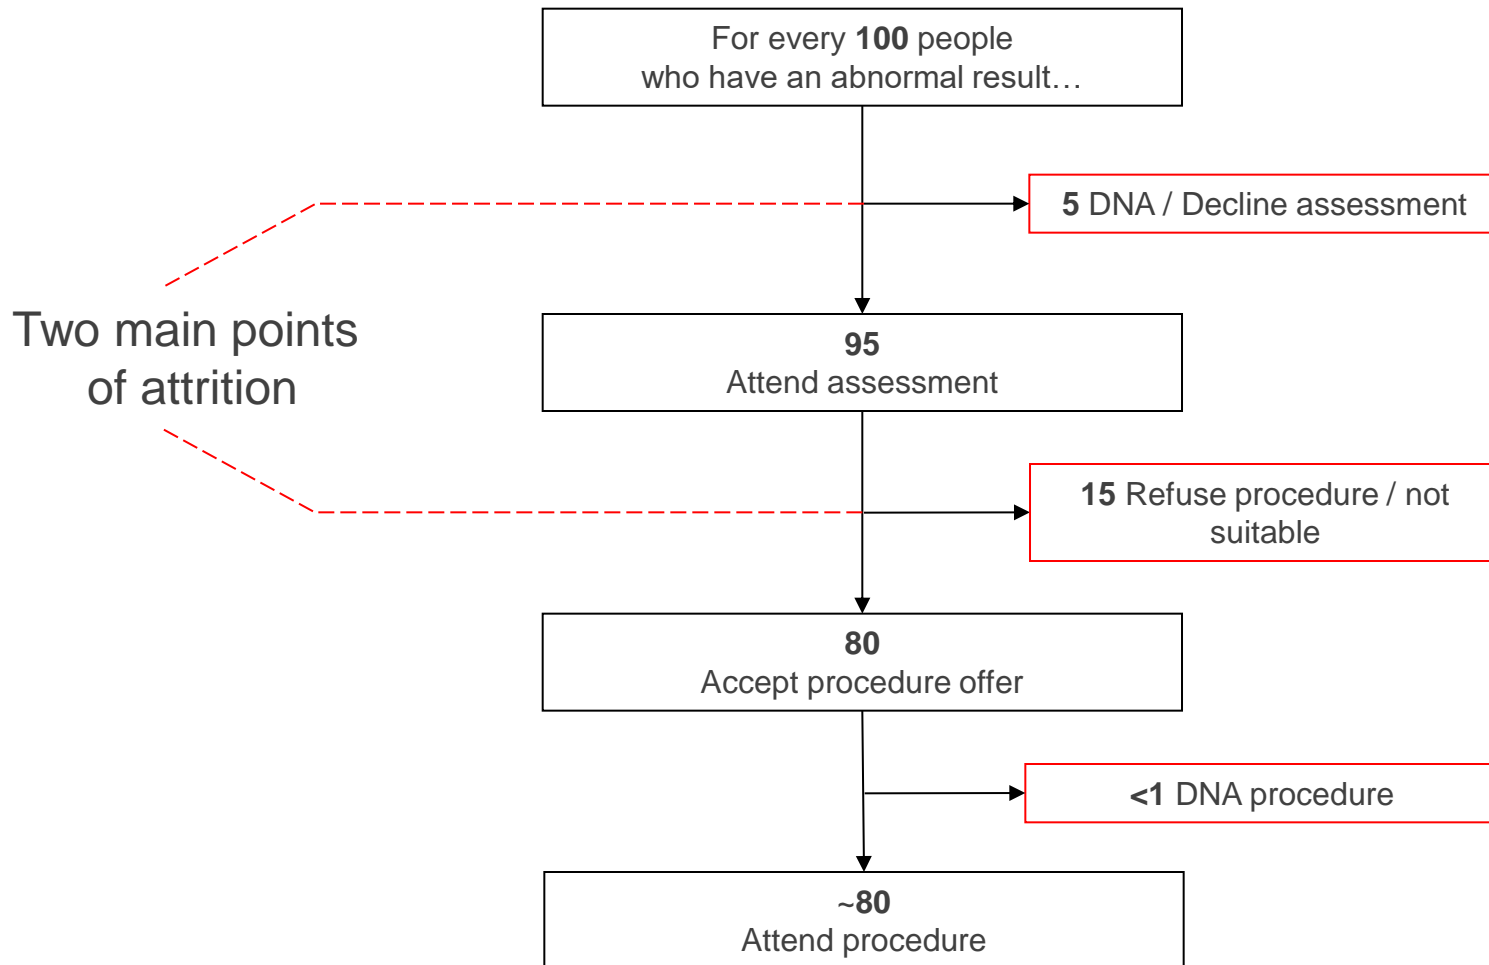 For every 100 people
who have an abnormal result…
5 DNA / Decline assessment
Two main points
of attrition
95
Attend assessment
15 Refuse procedure / not
suitable
80
Accept procedure offer
<1 DNA procedure
~80
Attend procedure